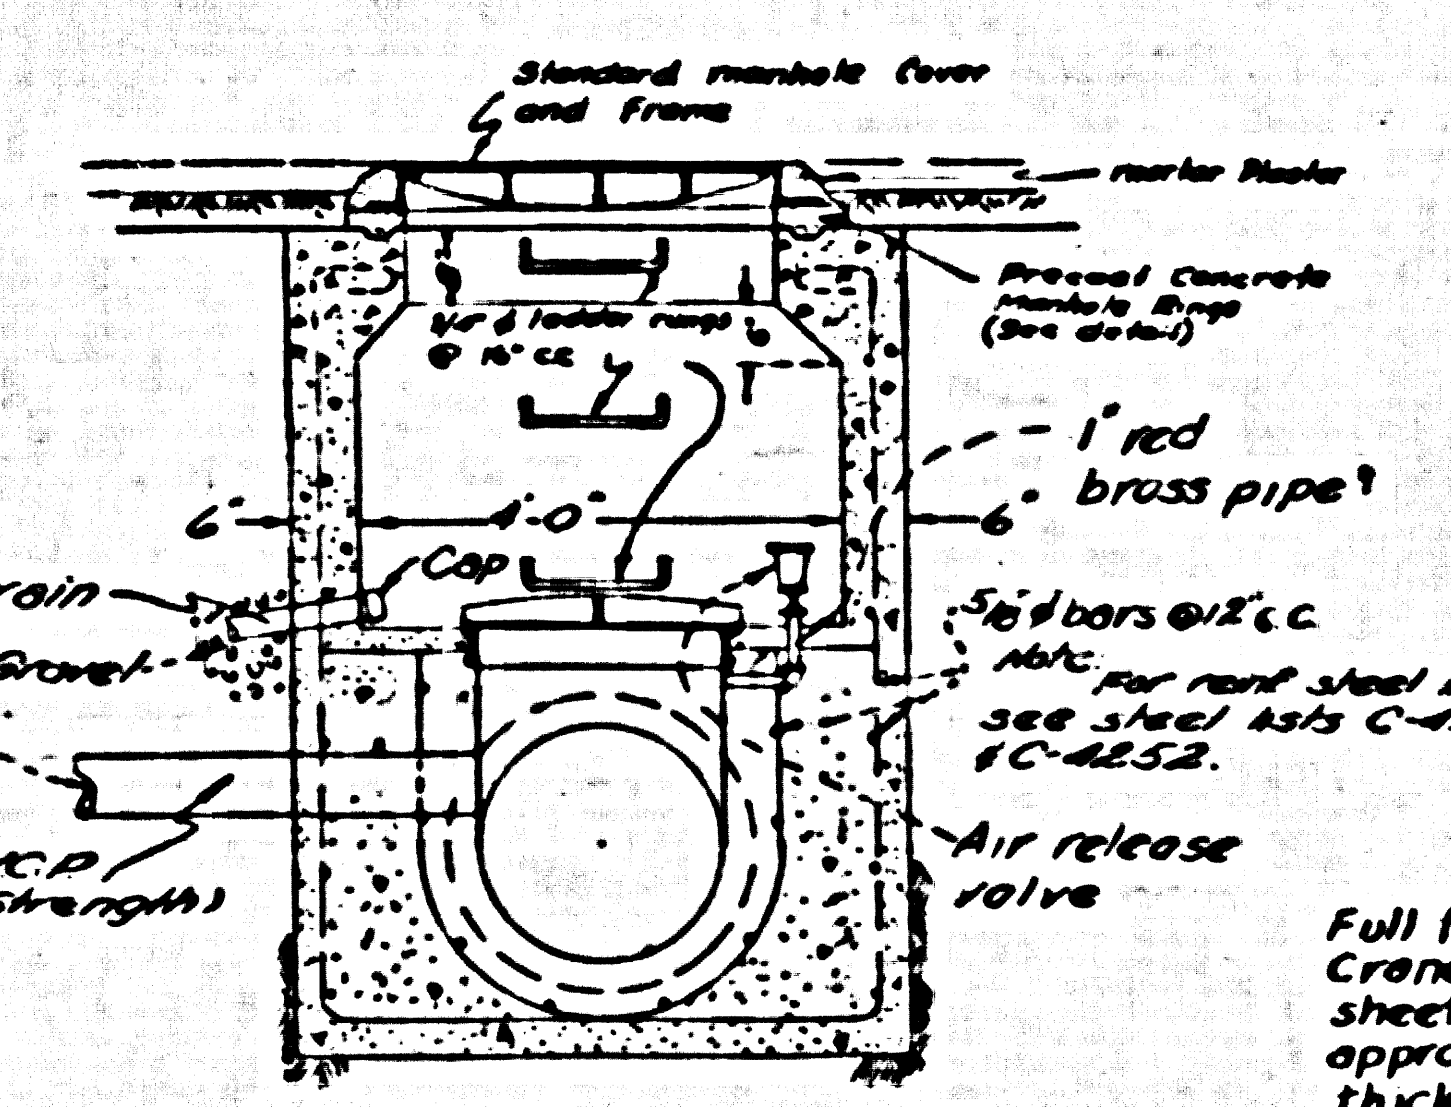 Standard manhole Cover
and Frame
Precast Concrete
Manhole Rings
(See detail)
ladder rungs
@ 16" cc
1" red
brass pipe
6" 4'-0" 6"
Cap
rain
5/8" ø bars @ 12" c.c.
Note:
Gravel
For reinf steel
see steel lists
& C-4252.
Air release
valve
C.P
Strength)
Full
sheet